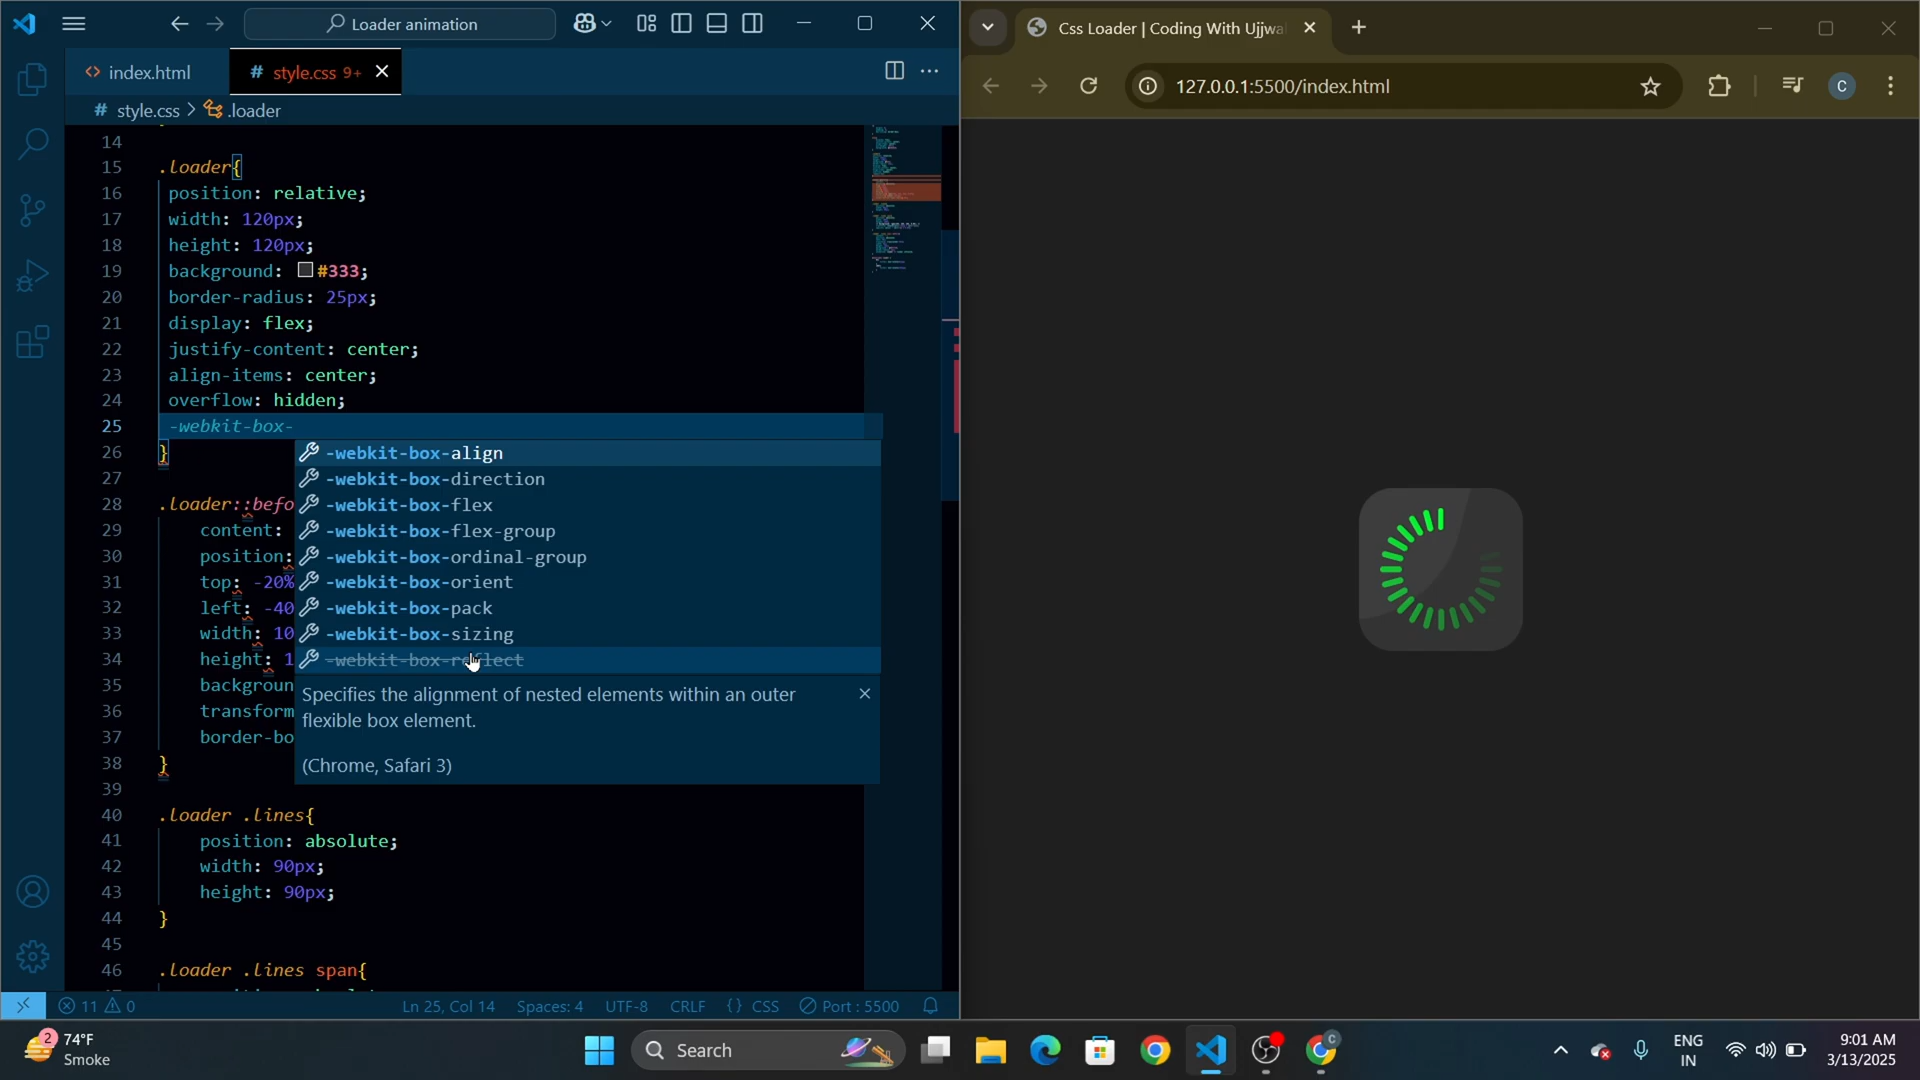 Loader animation
index.html
# style.css 9+
# style.css > .loader
14
15 .loader{
16 position: relative;
17 width: 120px;
18 height: 120px;
19 background: #333;
20 border-radius: 25px;
21 display: flex;
22 justify-content: center;
23 align-items: center;
24 overflow: hidden;
25 -webkit-box-
26 }
-webkit-box-align
27
-webkit-box-direction
28 .loader::befo
-webkit-box-flex
29 content:
-webkit-box-flex-group
30 position:
-webkit-box-ordinal-group
31 top: -20%
-webkit-box-orient
32 left: -40
-webkit-box-pack
33 width: 10
-webkit-box-sizing
34 height: 1
-webkit-box-reflect
35 backgroun
Specifies the alignment of nested elements within an outer
flexible box element.
36 transform
37 border-bo
(Chrome, Safari 3)
38 }
39
40 .loader .lines{
41 position: absolute;
42 width: 90px;
43 height: 90px;
44 }
45
46 .loader .lines span{
11 0
Ln 25, Col 14 Spaces: 4 UTF-8 CRLF {} CSS Port : 5500
Css Loader | Coding With Ujjwa
127.0.0.1:5500/index.html
C
2
74°F
Smoke
Search
C
ENG
IN
9:01 AM
3/13/2025